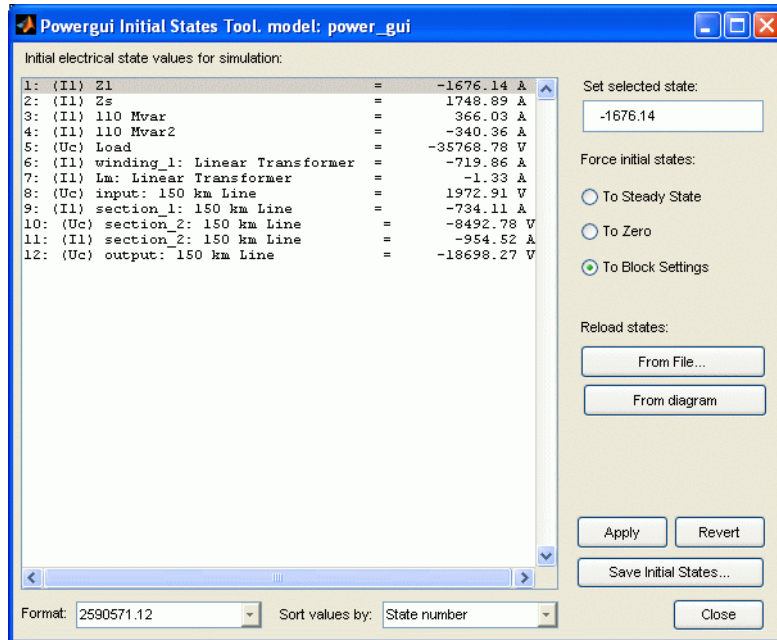 Powergui Initial States Tool. model: power_gui
Initial electrical state values for simulation:
1: (Il) Zl = -1676.14 A
2: (Il) Zs = 1748.89 A
3: (Il) 110 Mvar = 366.03 A
4: (Il) 110 Mvar2 = -340.36 A
5: (Uc) Load = -35768.78 V
6: (Il) winding_1: Linear Transformer = -719.86 A
7: (Il) Lm: Linear Transformer = -1.33 A
8: (Uc) input: 150 km Line = 1972.91 V
9: (Il) section_1: 150 km Line = -734.11 A
10: (Uc) section_2: 150 km Line = -8492.78 V
11: (Il) section_2: 150 km Line = -954.52 A
12: (Uc) output: 150 km Line = -18698.27 V
Set selected state:
-1676.14
Force initial states:
To Steady State
To Zero
To Block Settings
Reload states:
From File...
From diagram
Apply Revert
Save Initial States...
Format: 2590571.12 Sort values by: State number Close